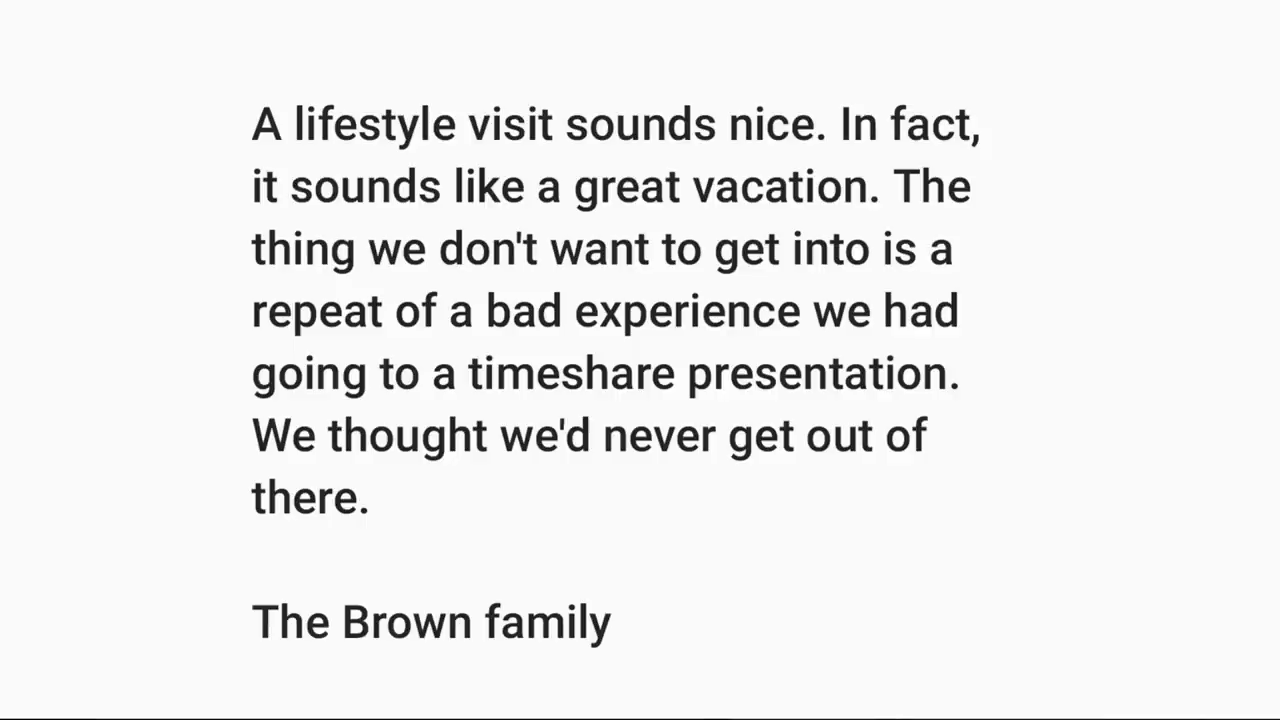 A lifestyle visit sounds nice. In fact,
it sounds like a great vacation. The
thing we don't want to get into is a
repeat of a bad experience we had
going to a timeshare presentation.
We thought we'd never get out of
there.
The Brown family